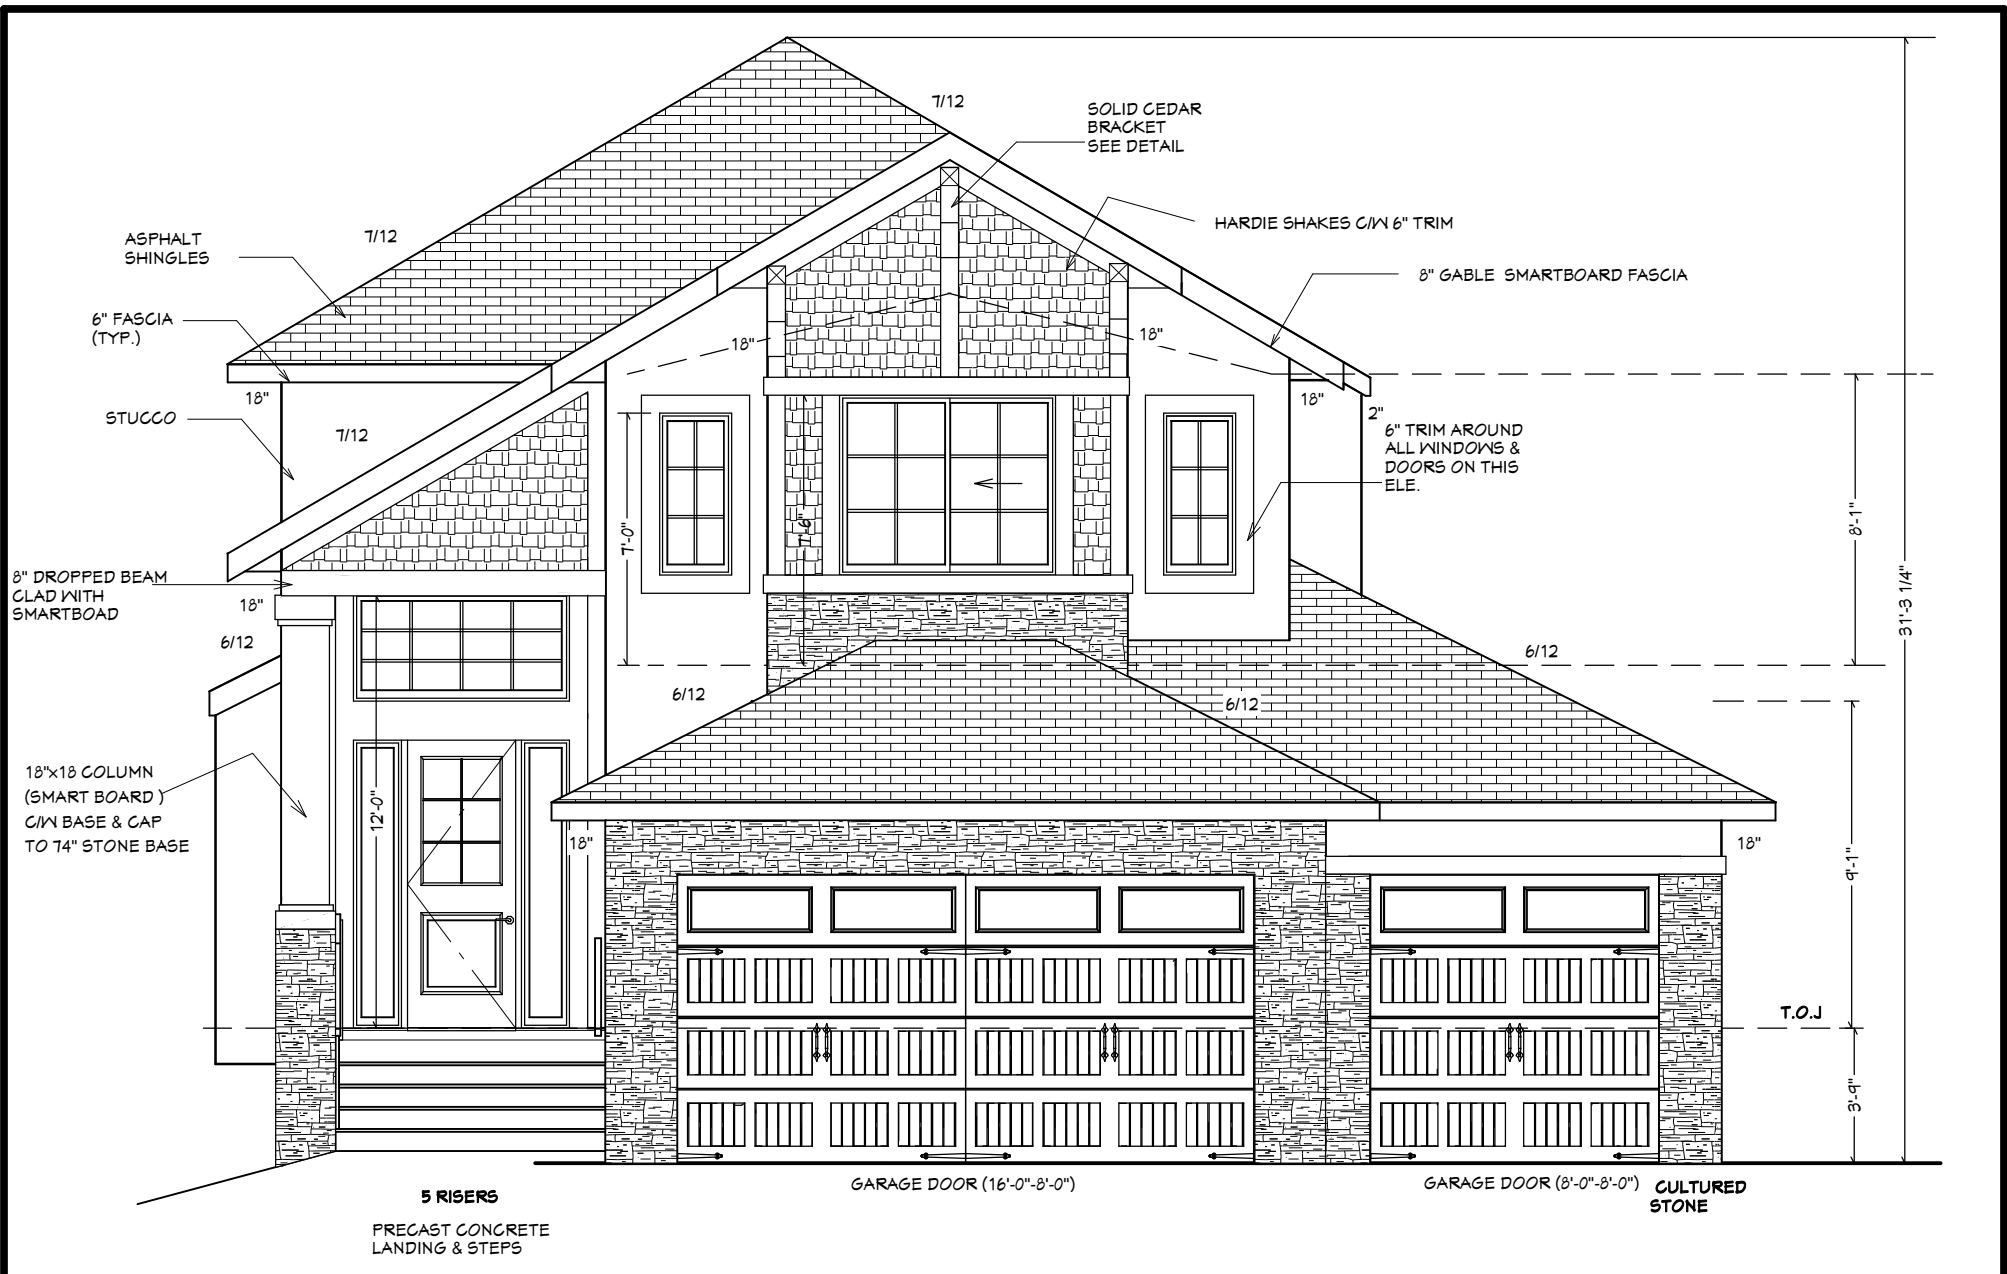 7/12
SOLID CEDAR
BRACKET
SEE DETAIL
HARDIE SHAKES C/W 6" TRIM
7/12
ASPHALT
SHINGLES
8" GABLE SMARTBOARD FASCIA
6" FASCIA
(TYP.)
18"
18"
18"
18"
2"
STUCCO
7/12
6" TRIM AROUND
ALL WINDOWS &
DOORS ON THIS
ELE.
7'-0"
7'-6"
8'-1"
31'-3 1/4"
8" DROPPED BEAM
CLAD WITH
SMARTBOAD
18"
6/12
6/12
6/12
6/12
18"x18 COLUMN
(SMART BOARD )
C/W BASE & CAP
TO 74" STONE BASE
12'-0"
18"
18"
9'-1"
T.O.J
3'-9"
GARAGE DOOR (16'-0"-8'-0")
GARAGE DOOR (8'-0"-8'-0")
CULTURED
STONE
5 RISERS
PRECAST CONCRETE
LANDING & STEPS